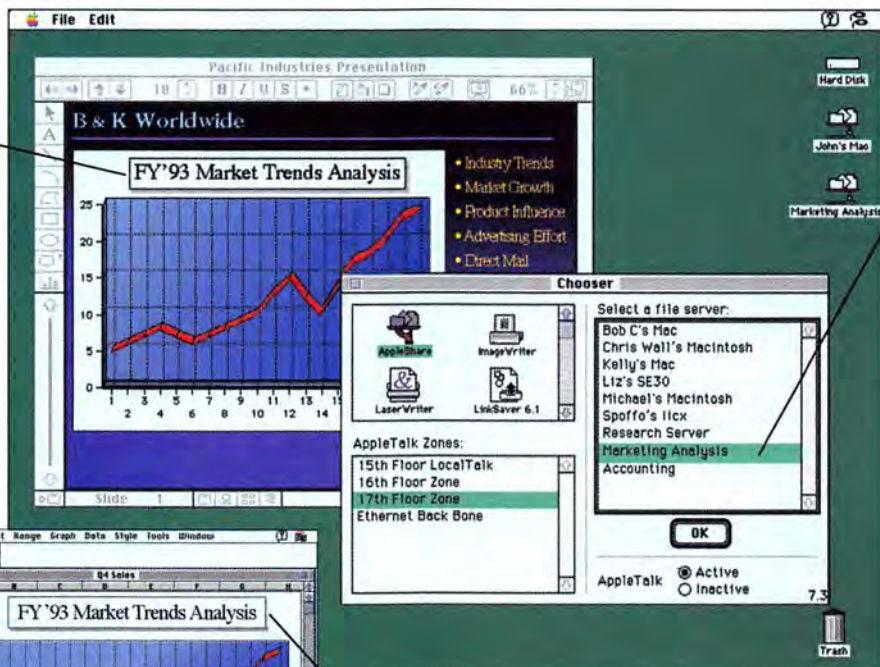 File Edit
Hard Disk
John's Mac
Marketing Analysis
Pacific Industries Presentation
18 B I U S 66%
A
B & K Worldwide
FY'93 Market Trends Analysis
• Industry Trends
• Market Growth
• Product Influence
• Advertising Effort
• Direct Mail
25
20
15
10
5
0
1 3 5 7 9 11 13 15
2 4 6 8 10 12 14
Slide 1
Chooser
AppleShare
ImageWriter
LaserWriter
LinkSaver 6.1
AppleTalk Zones:
15th Floor LocalTalk
16th Floor Zone
17th Floor Zone
Ethernet Back Bone
Select a file server:
Bob C's Mac
Chris Wall's Macintosh
Kelly's Mac
Liz's SE30
Michael's Macintosh
Spoffo's IIcx
Research Server
Marketing Analysis
Accounting
OK
AppleTalk
Active
Inactive
7.3
Trash
Range Graph Data Style Tools Window
Q4 Sales
B C D E F G H
FY '93 Market Trends Analysis